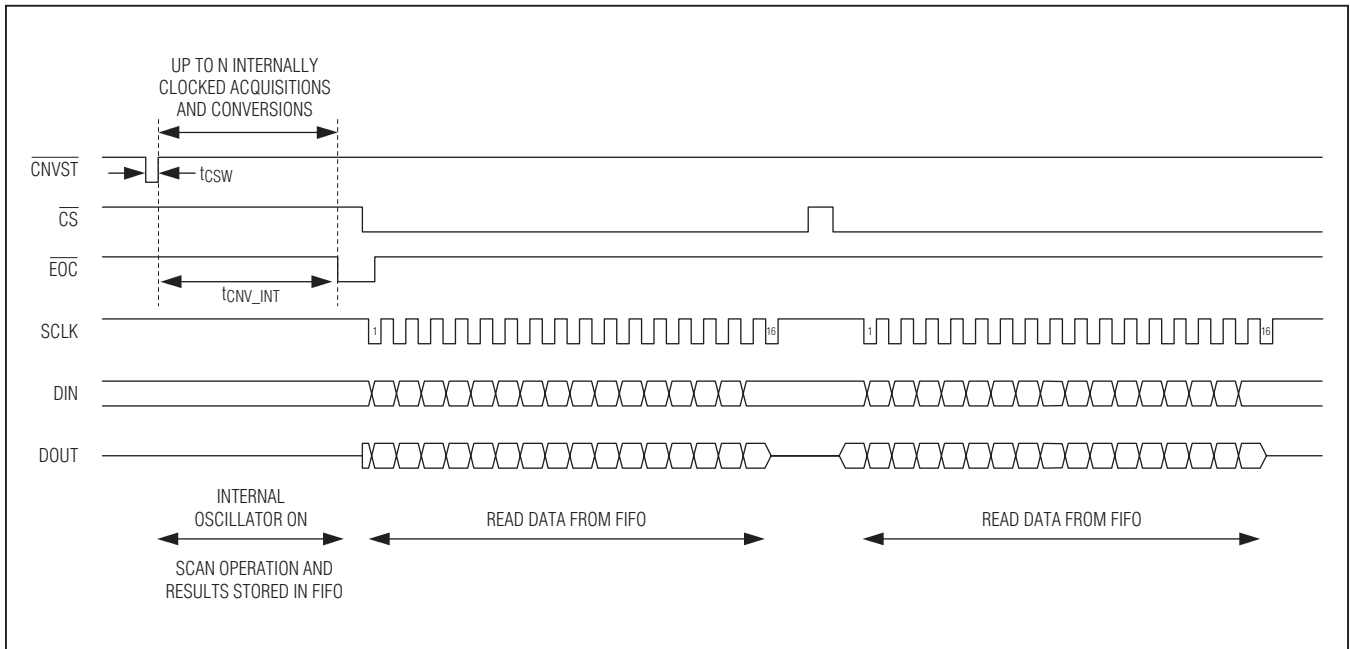 UP TO N INTERNALLY
CLOCKED ACQUISITIONS
AND CONVERSIONS
CNVST
tCSW
CS
EOC
tCNV_INT
SCLK
1
16
1
16
DIN
DOUT
INTERNAL
OSCILLATOR ON
READ DATA FROM FIFO
READ DATA FROM FIFO
SCAN OPERATION AND
RESULTS STORED IN FIFO